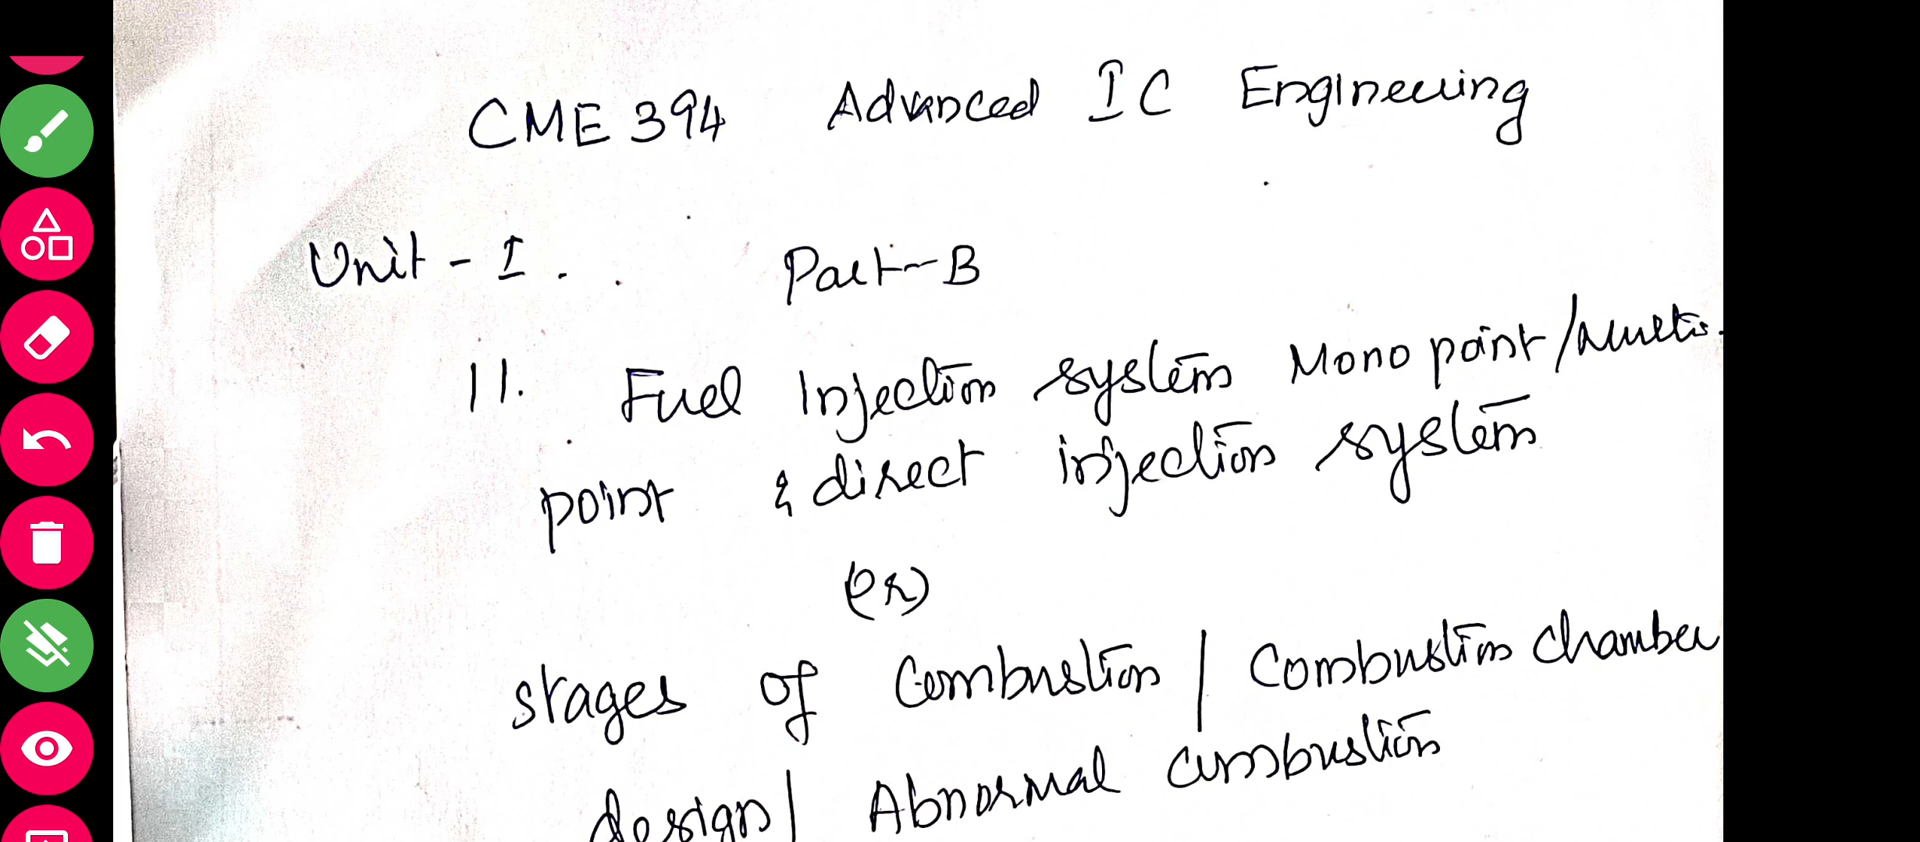 CME 394 Advanced IC Engineering
Unit - I. Part-B
11. Fuel Injection system Mono point / Multi
point & direct injection system
(or)
stages of Combustion / Combustion chamber
design / Abnormal combustion